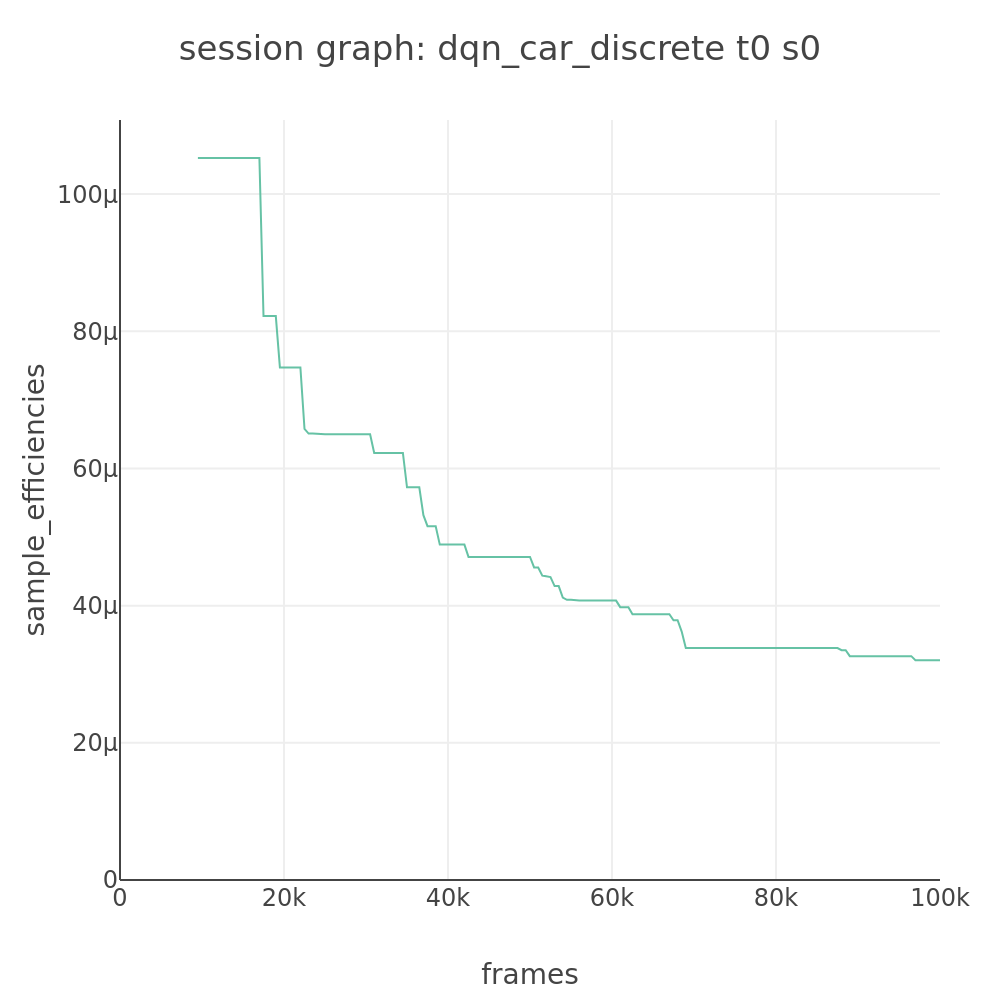 session graph: dqn_car_discrete t0 s0
100μ
80μ
60μ
40μ
20μ
0
sample_efficiencies
0 20k 40k 60k 80k 100k
frames